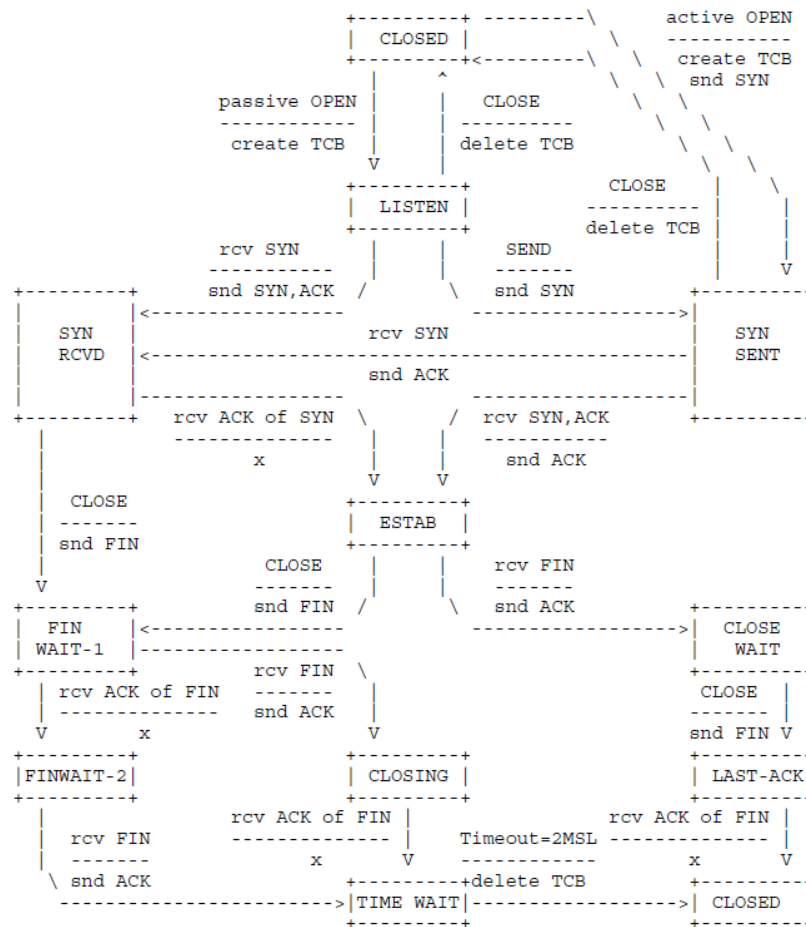 +---------+ ---------\      active OPEN
|  CLOSED |            \    -----------
+---------+<---------\   \   create TCB
|     ^              \   \  snd SYN
passive OPEN |     |   CLOSE        \   \
------------ |     | ----------       \   \
create TCB  |     | delete TCB         \   \
V     |                      \   \
+---------+            CLOSE    |    \
|  LISTEN |          ---------- |     |
+---------+          delete TCB |     |
rcv SYN      |     |     SEND              |     |
-----------   |     |    -------            |     V
+---------+      snd SYN,ACK  /       \   snd SYN          +---------+
|         |<-----------------           ------------------>|         |
|   SYN   |                    rcv SYN                     |   SYN   |
|   RCVD  |<-----------------------------------------------|   SENT  |
|         |                    snd ACK                     |         |
|         |------------------           -------------------|         |
+---------+   rcv ACK of SYN  \       /  rcv SYN,ACK       +---------+
|           --------------   |     |   -----------
|                  x         |     |     snd ACK
|                            V     V
|  CLOSE                   +---------+
| -------                  |  ESTAB  |
| snd FIN                  +---------+
|                   CLOSE    |     |    rcv FIN
V                  -------   |     |    -------
+---------+          snd FIN  /       \   snd ACK          +---------+
|  FIN    |<-----------------           ------------------>|  CLOSE  |
| WAIT-1  |------------------                              |   WAIT  |
+---------+          rcv FIN  \                            +---------+
| rcv ACK of FIN  -------   |                            CLOSE  |
| --------------  snd ACK   |                           ------- |
V        x                  V                           snd FIN V
+---------+                  +---------+                   +---------+
|FINWAIT-2|                  | CLOSING |                   | LAST-ACK|
+---------+                  +---------+                   +---------+
|                rcv ACK of FIN |                 rcv ACK of FIN |
|  rcv FIN       -------------- |    Timeout=2MSL -------------- |
|  -------              x       V    ------------        x       V
\ snd ACK                 +---------+delete TCB         +---------+
------------------------>|TIME WAIT|------------------>| CLOSED  |
+---------+                   +---------+